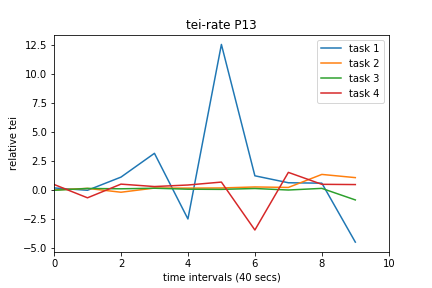 tei-rate P13
task 1
task 2
task 3
task 4
12.5
10.0
7.5
5.0
2.5
0.0
−2.5
−5.0
relative tei
0 2 4 6 8 10
time intervals (40 secs)